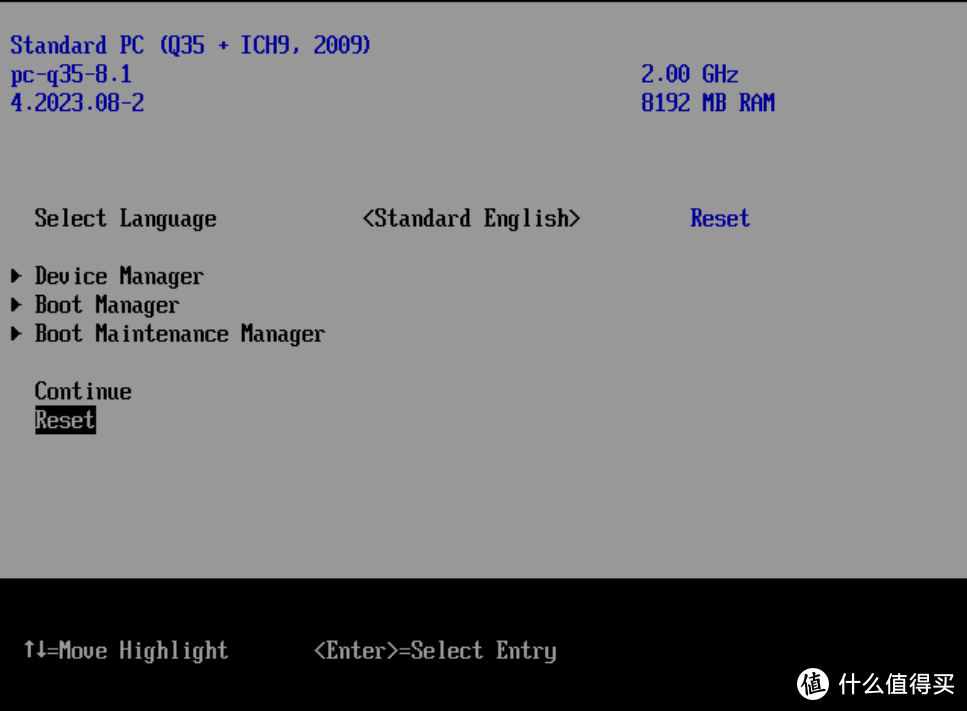 Standard PC (Q35 + ICH9, 2009)
pc-q35-8.1 2.00 GHz
4.2023.08-2 8192 MB RAM
Select Language <Standard English> Reset
Device Manager
Boot Manager
Boot Maintenance Manager
Continue
Reset
↑↓=Move Highlight <Enter>=Select Entry
值 什么值得买